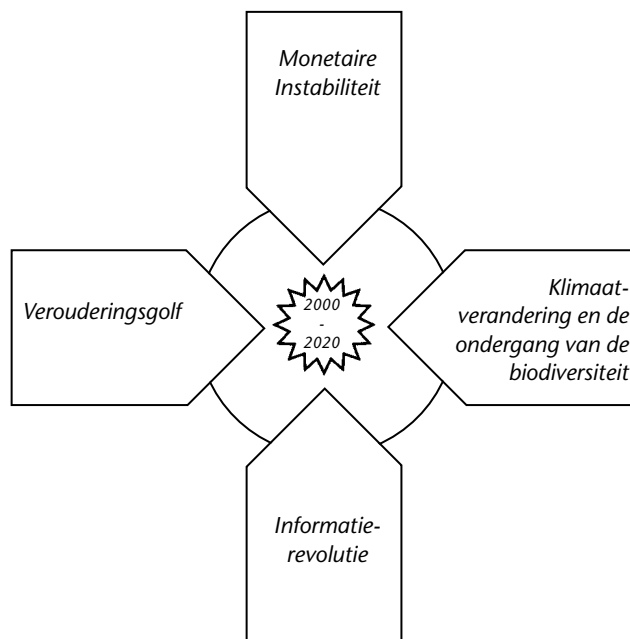 Monetaire
Instabiliteit
Verouderingsgolf
2000
-
2020
Klimaat-
verandering en de
ondergang van de
biodiversiteit
Informatie-
revolutie